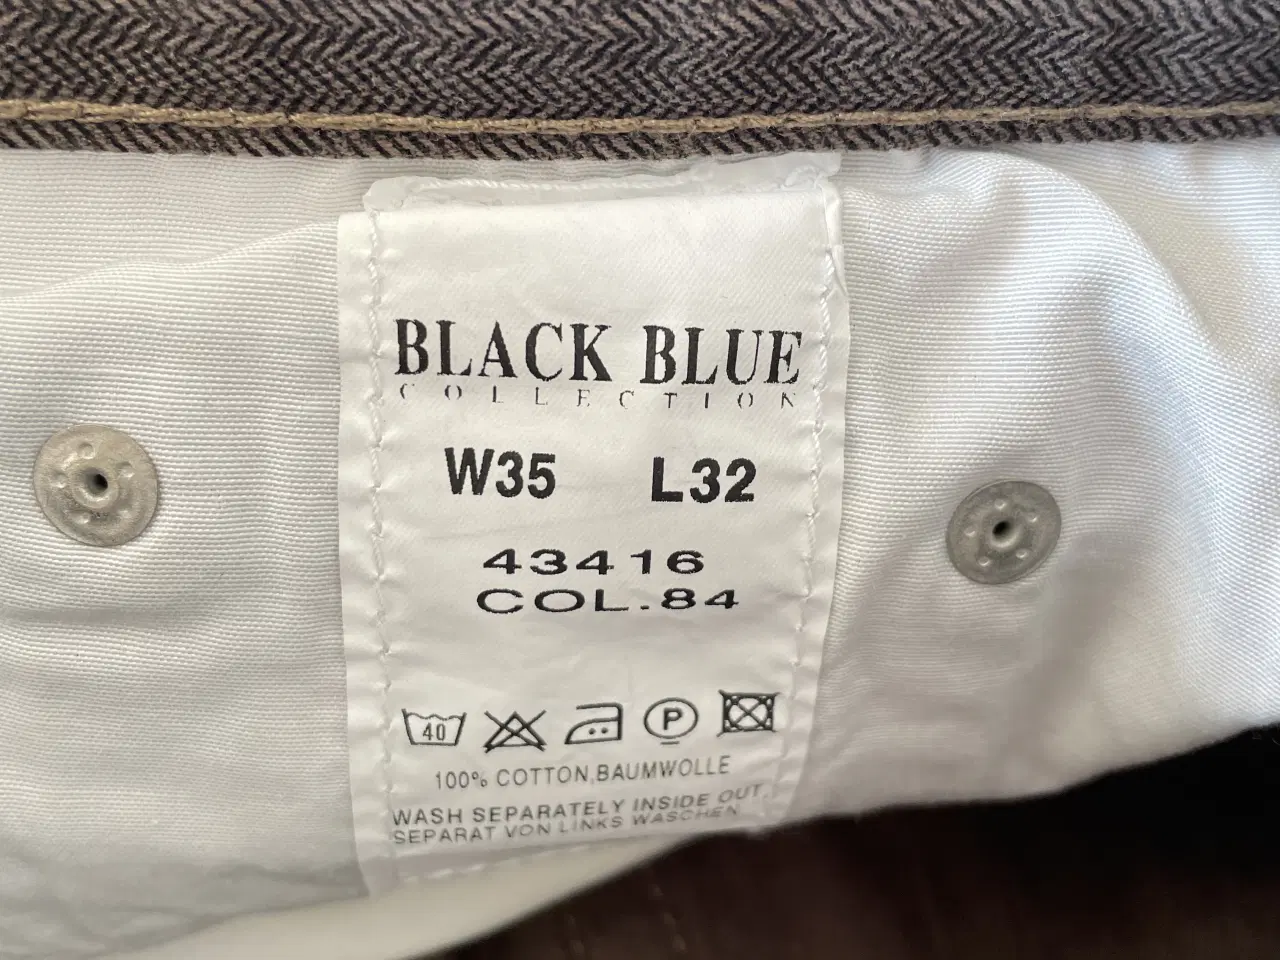 BLACK BLUE
COLLECTION
W35 L32
43416
COL.84
40 P
100% COTTON,BAUMWOLLE
WASH SEPARATELY INSIDE OUT,
SEPARAT VON LINKS WASCHEN